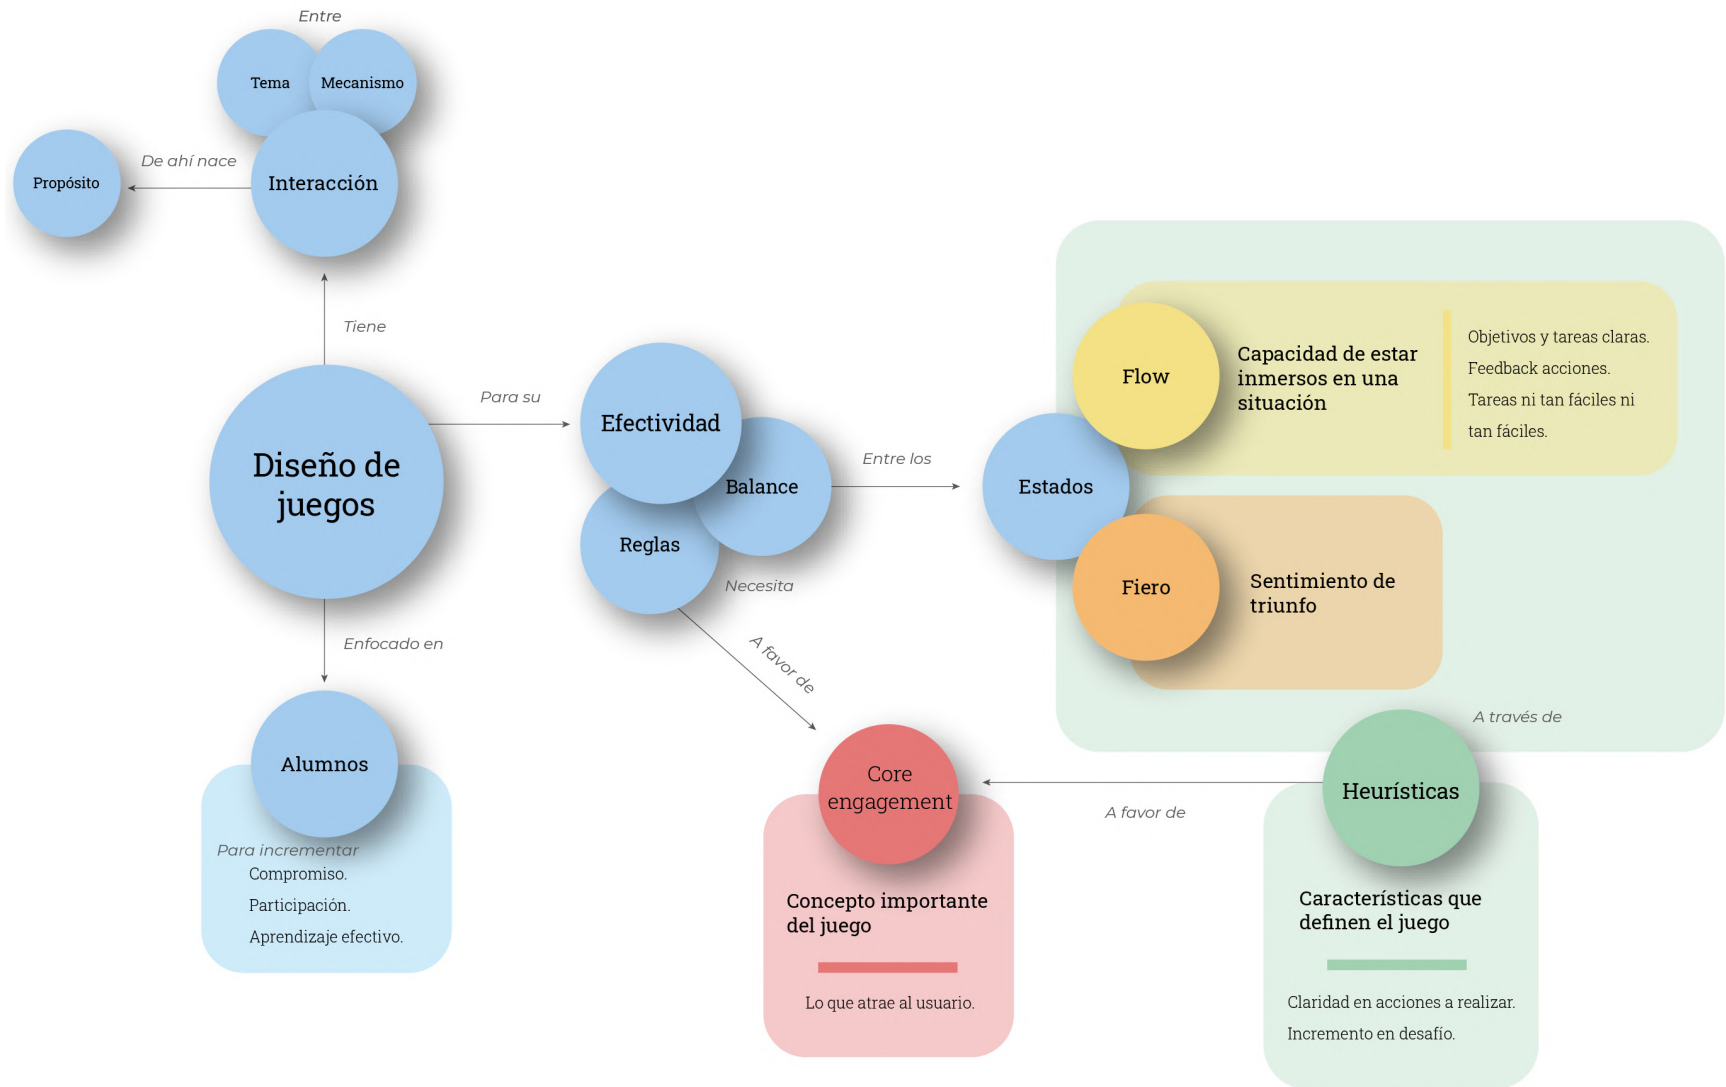 Entre
Tema
Mecanismo
De ahí nace
Propósito
Interacción
Tiene
Diseño de
juegos
Para su
Efectividad
Balance
Reglas
Necesita
Entre los
Estados
Flow
Capacidad de estar
inmersos en una
situación
Objetivos y tareas claras.
Feedback acciones.
Tareas ni tan fáciles ni
tan fáciles.
Fiero
Sentimiento de
triunfo
Enfocado en
Alumnos
Para incrementar
Compromiso.
Participación.
Aprendizaje efectivo.
A favor de
Core
engagement
Concepto importante
del juego
Lo que atrae al usuario.
A favor de
A través de
Heurísticas
Características que
definen el juego
Claridad en acciones a realizar.
Incremento en desafío.